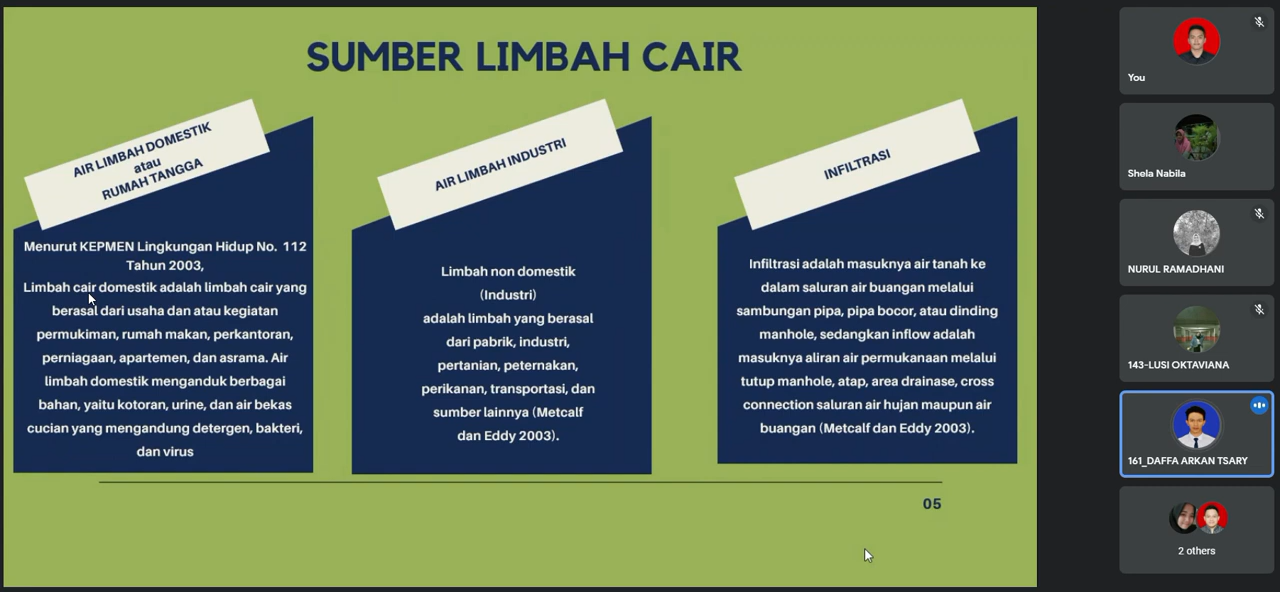 SUMBER LIMBAH CAIR
AIR LIMBAH DOMESTIK
atau
RUMAH TANGGA
Menurut KEPMEN Lingkungan Hidup No. 112
Tahun 2003,
Limbah cair domestik adalah limbah cair yang
berasal dari usaha dan atau kegiatan
permukiman, rumah makan, perkantoran,
perniagaan, apartemen, dan asrama. Air
limbah domestik menganduk berbagai
bahan, yaitu kotoran, urine, dan air bekas
cucian yang mengandung detergen, bakteri,
dan virus
AIR LIMBAH INDUSTRI
Limbah non domestik
(Industri)
adalah limbah yang berasal
dari pabrik, industri,
pertanian, peternakan,
perikanan, transportasi, dan
sumber lainnya (Metcalf
dan Eddy 2003).
INFILTRASI
Infiltrasi adalah masuknya air tanah ke
dalam saluran air buangan melalui
sambungan pipa, pipa bocor, atau dinding
manhole, sedangkan inflow adalah
masuknya aliran air permukaan melalui
tutup manhole, atap, area drainase, cross
connection saluran air hujan maupun air
buangan (Metcalf dan Eddy 2003).
05
You
Shela Nabila
NURUL RAMADHANI
143-LUSI OKTAVIANA
161_DAFFA ARKAN TSARY
2 others